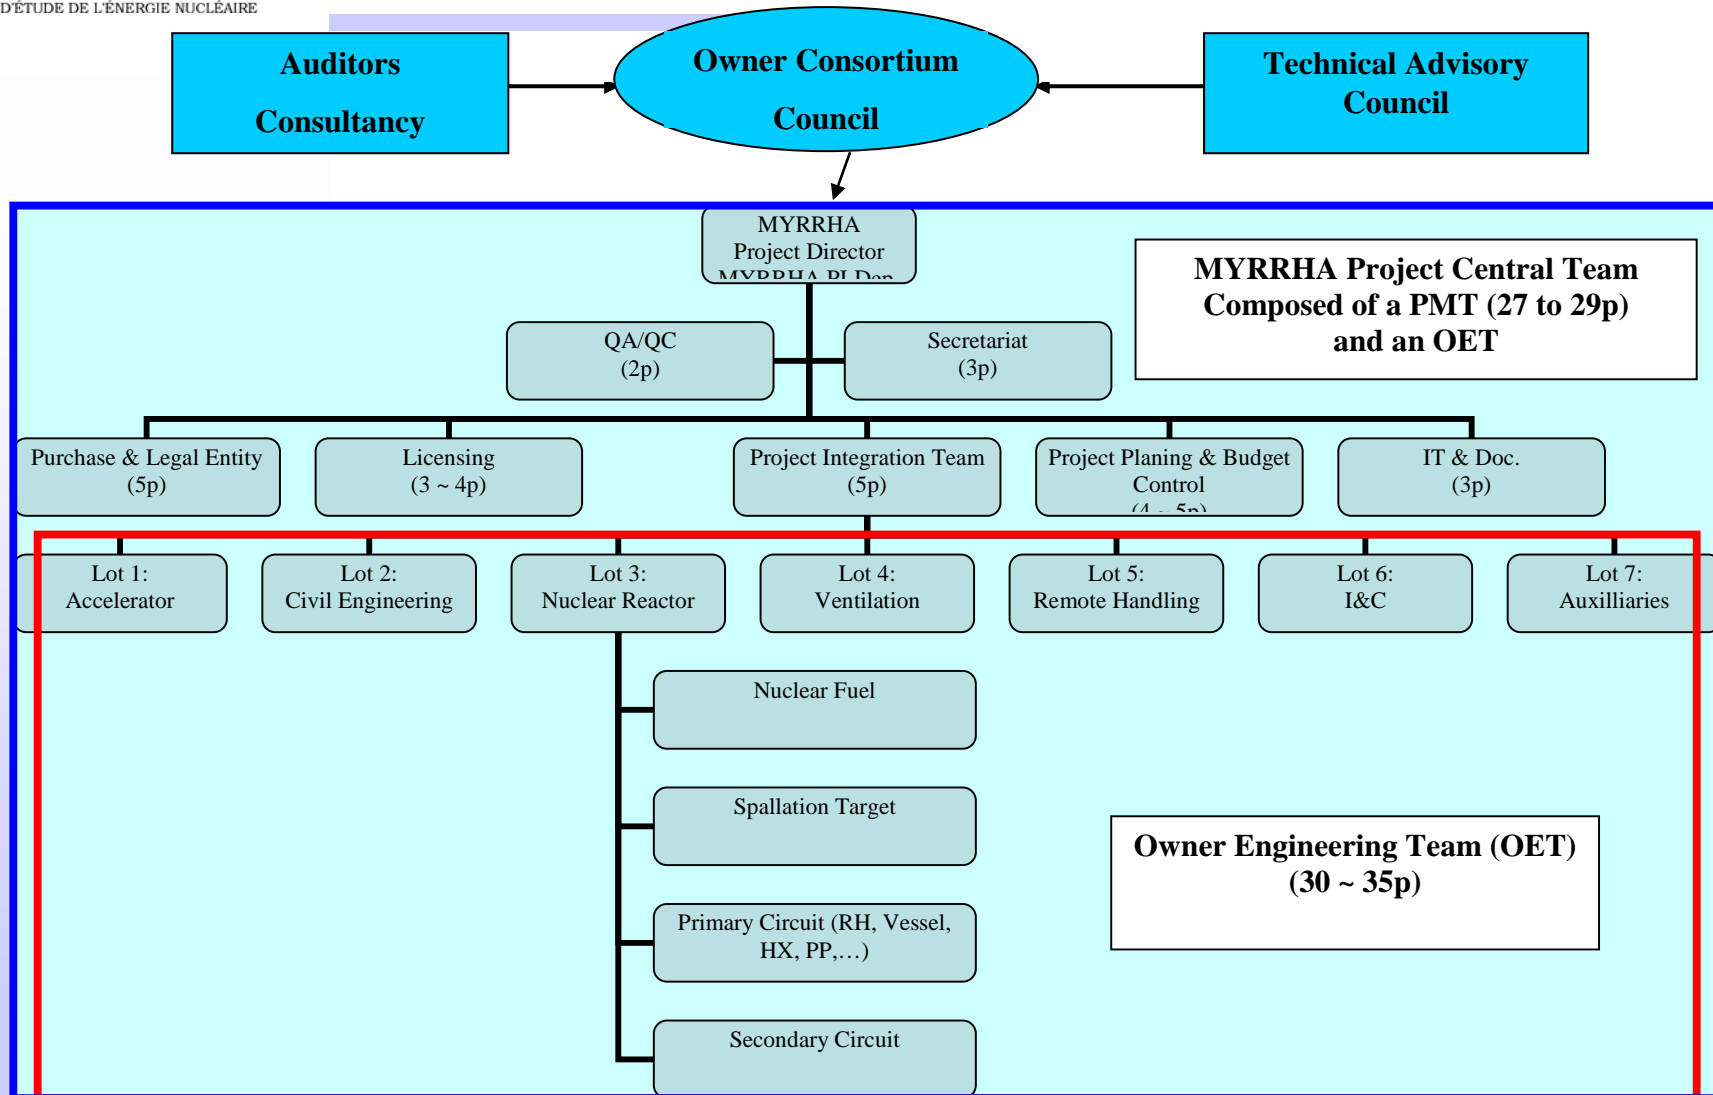 D'ÉTUDE DE L'ÉNERGIE NUCLÉAIRE
Auditors
Consultancy
Owner Consortium
Council
Technical Advisory
Council
MYRRHA
Project Director
MYRRHA
MYRRHA Project Central Team
Composed of a PMT (27 to 29p)
and an OET
QA/QC
(2p)
Secretariat
(3p)
Purchase & Legal Entity
(5p)
Licensing
(3 ~ 4p)
Project Integration Team
(5p)
Project Planing & Budget
Control
(4 ~ 5p)
IT & Doc.
(3p)
Lot 1:
Accelerator
Lot 2:
Civil Engineering
Lot 3:
Nuclear Reactor
Lot 4:
Ventilation
Lot 5:
Remote Handling
Lot 6:
I&C
Lot 7:
Auxilliaries
Nuclear Fuel
Spallation Target
Primary Circuit (RH, Vessel,
HX, PP,…)
Secondary Circuit
Owner Engineering Team (OET)
(30 ~ 35p)